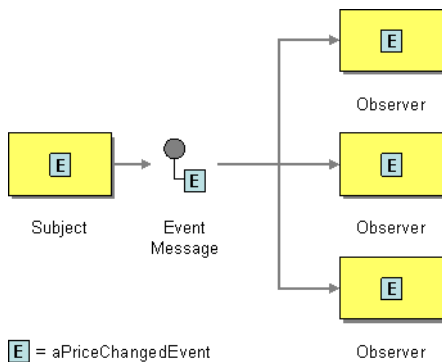 E
Observer
E
E
E
Observer
Subject
Event
Message
E
Observer
E = aPriceChangedEvent